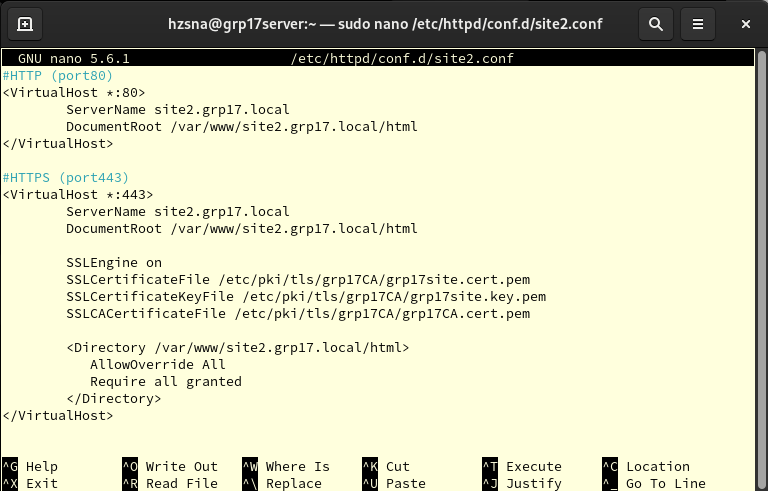 hzsna@grp17server:~ — sudo nano /etc/httpd/conf.d/site2.conf
GNU nano 5.6.1 /etc/httpd/conf.d/site2.conf
#HTTP (port80)
<VirtualHost *:80>
        ServerName site2.grp17.local
        DocumentRoot /var/www/site2.grp17.local/html
</VirtualHost>

#HTTPS (port443)
<VirtualHost *:443>
        ServerName site2.grp17.local
        DocumentRoot /var/www/site2.grp17.local/html

        SSLEngine on
        SSLCertificateFile /etc/pki/tls/grp17CA/grp17site.cert.pem
        SSLCertificateKeyFile /etc/pki/tls/grp17CA/grp17site.key.pem
        SSLCACertificateFile /etc/pki/tls/grp17CA/grp17CA.cert.pem

        <Directory /var/www/site2.grp17.local/html>
           AllowOverride All
           Require all granted
        </Directory>
</VirtualHost>

^G Help ^O Write Out ^W Where Is ^K Cut ^T Execute ^C Location
^X Exit ^R Read File ^\ Replace ^U Paste ^J Justify ^_ Go To Line